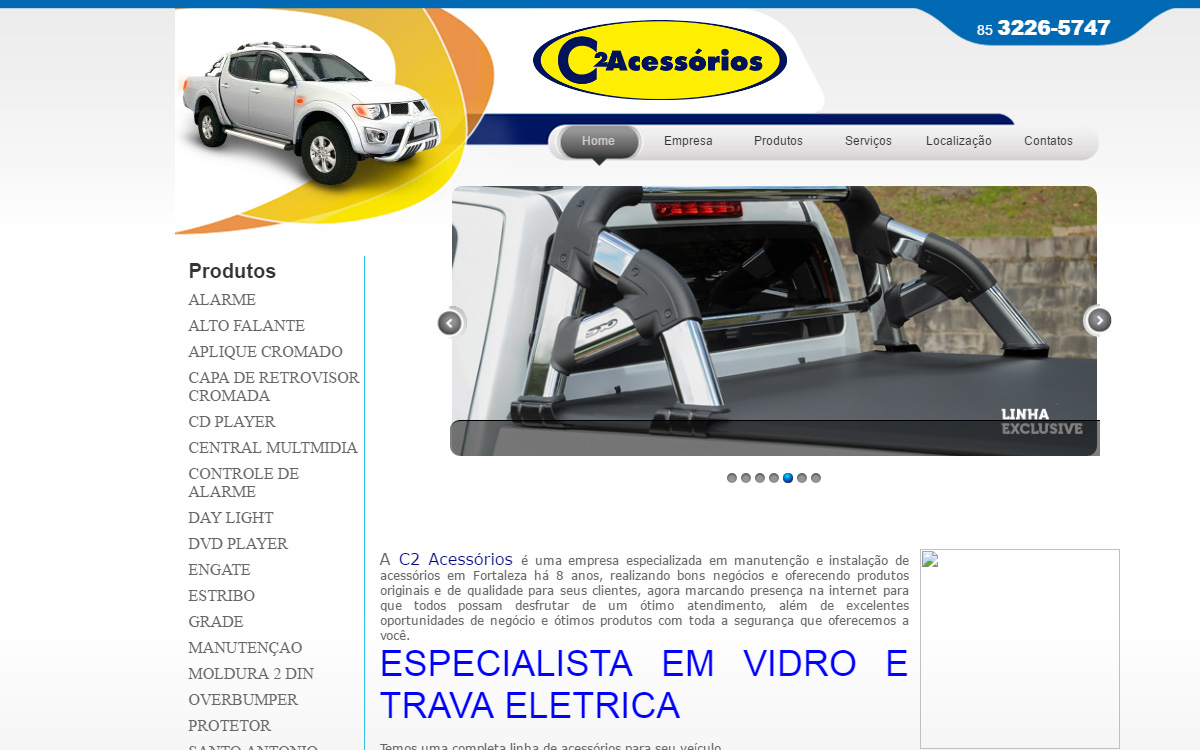 85 3226-5747
C2Acessórios
Home Empresa Produtos Serviços Localização Contatos
LINHA
EXCLUSIVE
Produtos
ALARME
ALTO FALANTE
APLIQUE CROMADO
CAPA DE RETROVISOR
CROMADA
CD PLAYER
CENTRAL MULTMIDIA
CONTROLE DE
ALARME
DAY LIGHT
DVD PLAYER
ENGATE
ESTRIBO
GRADE
MANUTENÇAO
MOLDURA 2 DIN
OVERBUMPER
PROTETOR
SANTO ANTONIO
A C2 Acessórios é uma empresa especializada em manutenção e instalação de
acessórios em Fortaleza há 8 anos, realizando bons negócios e oferecendo produtos
originais e de qualidade para seus clientes, agora marcando presença na internet para
que todos possam desfrutar de um ótimo atendimento, além de excelentes
oportunidades de negócio e ótimos produtos com toda a segurança que oferecemos a
você.
ESPECIALISTA EM VIDRO E
TRAVA ELETRICA
Temos uma completa linha de acessórios para seu veículo